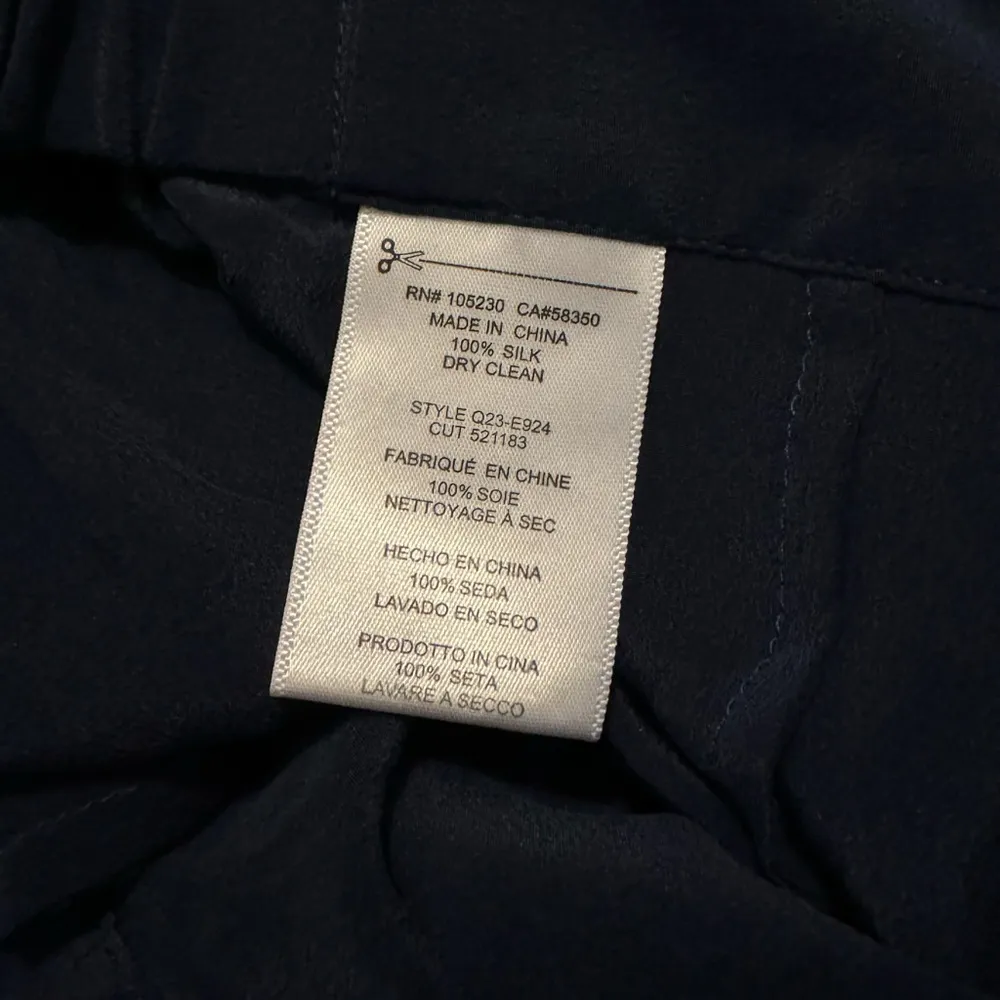 RN# 105230 CA#58350
MADE IN CHINA
100% SILK
DRY CLEAN
STYLE Q23-E924
CUT 521183
FABRIQUÉ EN CHINE
100% SOIE
NETTOYAGE À SEC
HECHO EN CHINA
100% SEDA
LAVADO EN SECO
PRODOTTO IN CINA
100% SETA
LAVARE A SECCO